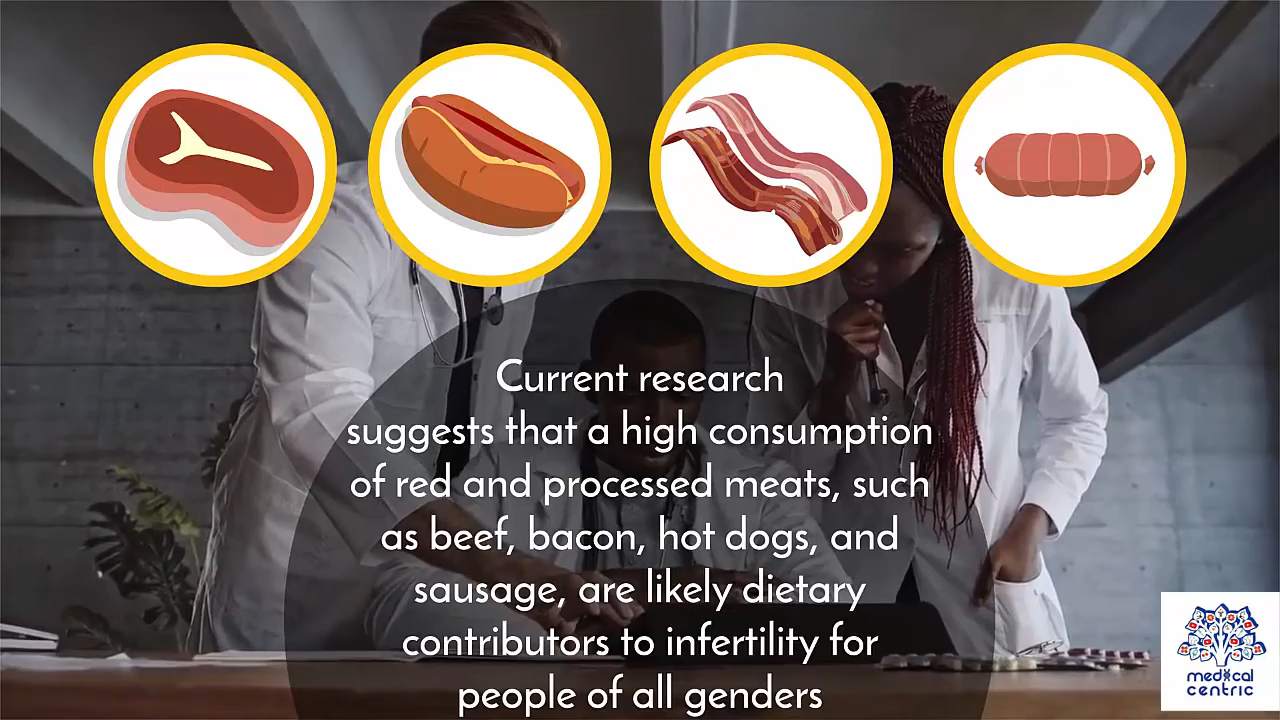 Current research
suggests that a high consumption
of red and processed meats, such
as beef, bacon, hot dogs, and
sausage, are likely dietary
contributors to infertility for
people of all genders
medical
centric